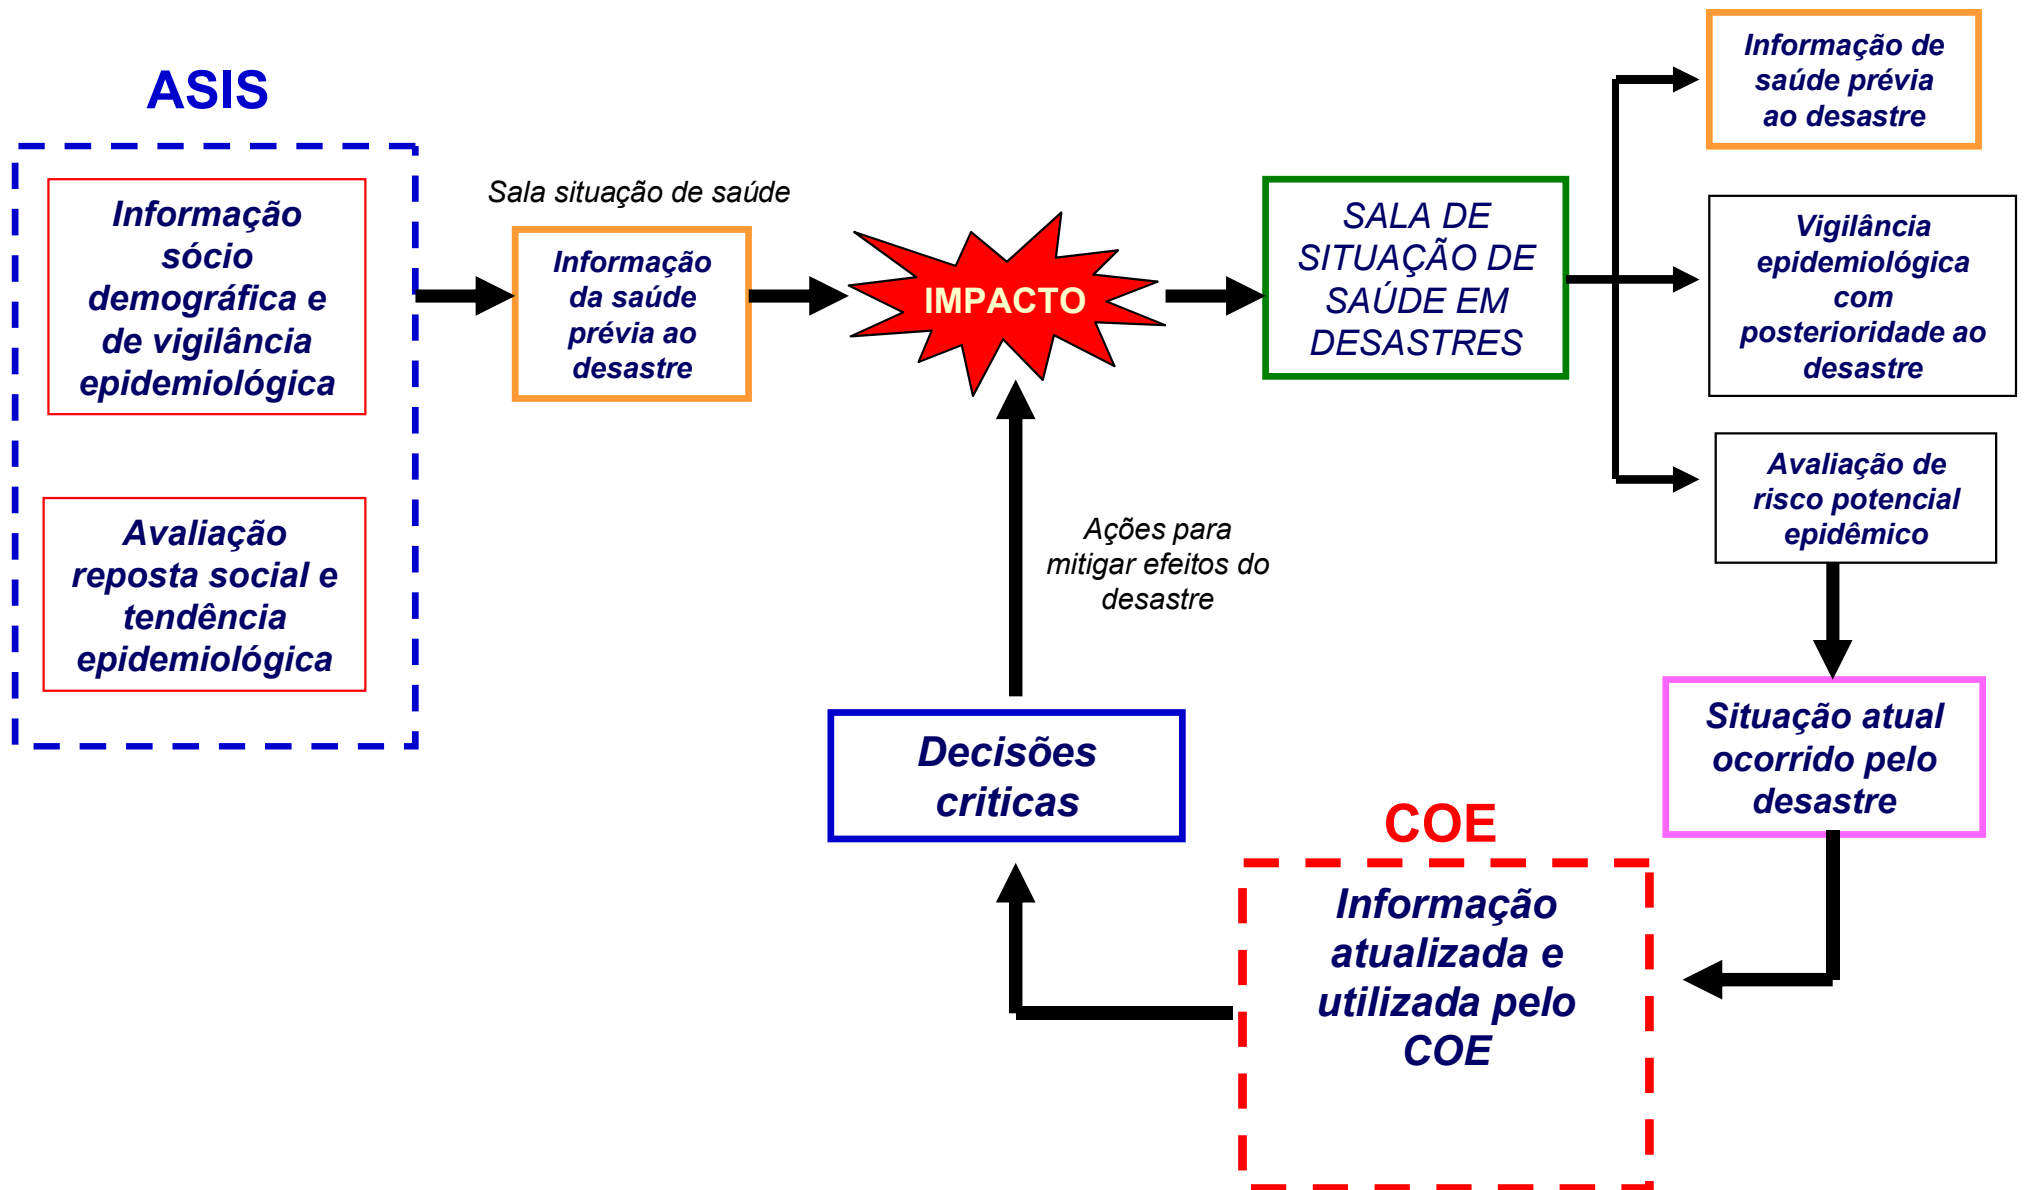 ASIS
Informação
sócio
demográfica e
de vigilância
epidemiológica
Avaliação
reposta social e
tendência
epidemiológica
Sala situação de saúde
Informação
da saúde
prévia ao
desastre
IMPACTO
SALA DE
SITUAÇÃO DE
SAÚDE EM
DESASTRES
Informação de
saúde prévia
ao desastre
Vigilância
epidemiológica
com
posterioridade ao
desastre
Avaliação de
risco potencial
epidêmico
Situação atual
ocorrido pelo
desastre
COE
Informação
atualizada e
utilizada pelo
COE
Decisões
criticas
Ações para
mitigar efeitos do
desastre